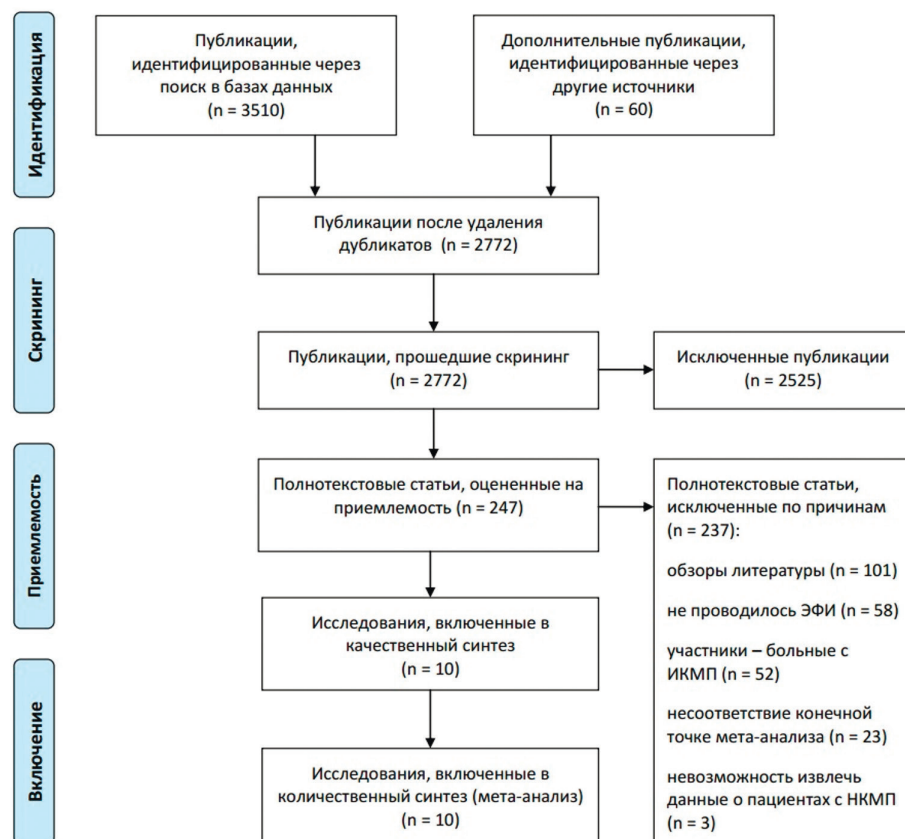 Идентификация
Публикации,
идентифицированные через
поиск в базах данных
(n = 3510)
Дополнительные публикации,
идентифицированные через
другие источники
(n = 60)
Публикации после удаления
дубликатов (n = 2772)
Скрининг
Публикации, прошедшие скрининг
(n = 2772)
Исключенные публикации
(n = 2525)
Приемлемость
Полнотекстовые статьи, оцененные на
приемлемость (n = 247)
Полнотекстовые статьи,
исключенные по причинам
(n = 237):
обзоры литературы (n = 101)
не проводилось ЭФИ (n = 58)
участники – больные с
ИКМП (n = 52)
несоответствие конечной
точке мета-анализа (n = 23)
невозможность извлечь
данные о пациентах с НКМП
(n = 3)
Исследования, включенные в
качественный синтез
(n = 10)
Включение
Исследования, включенные в
количественный синтез (мета-анализ)
(n = 10)